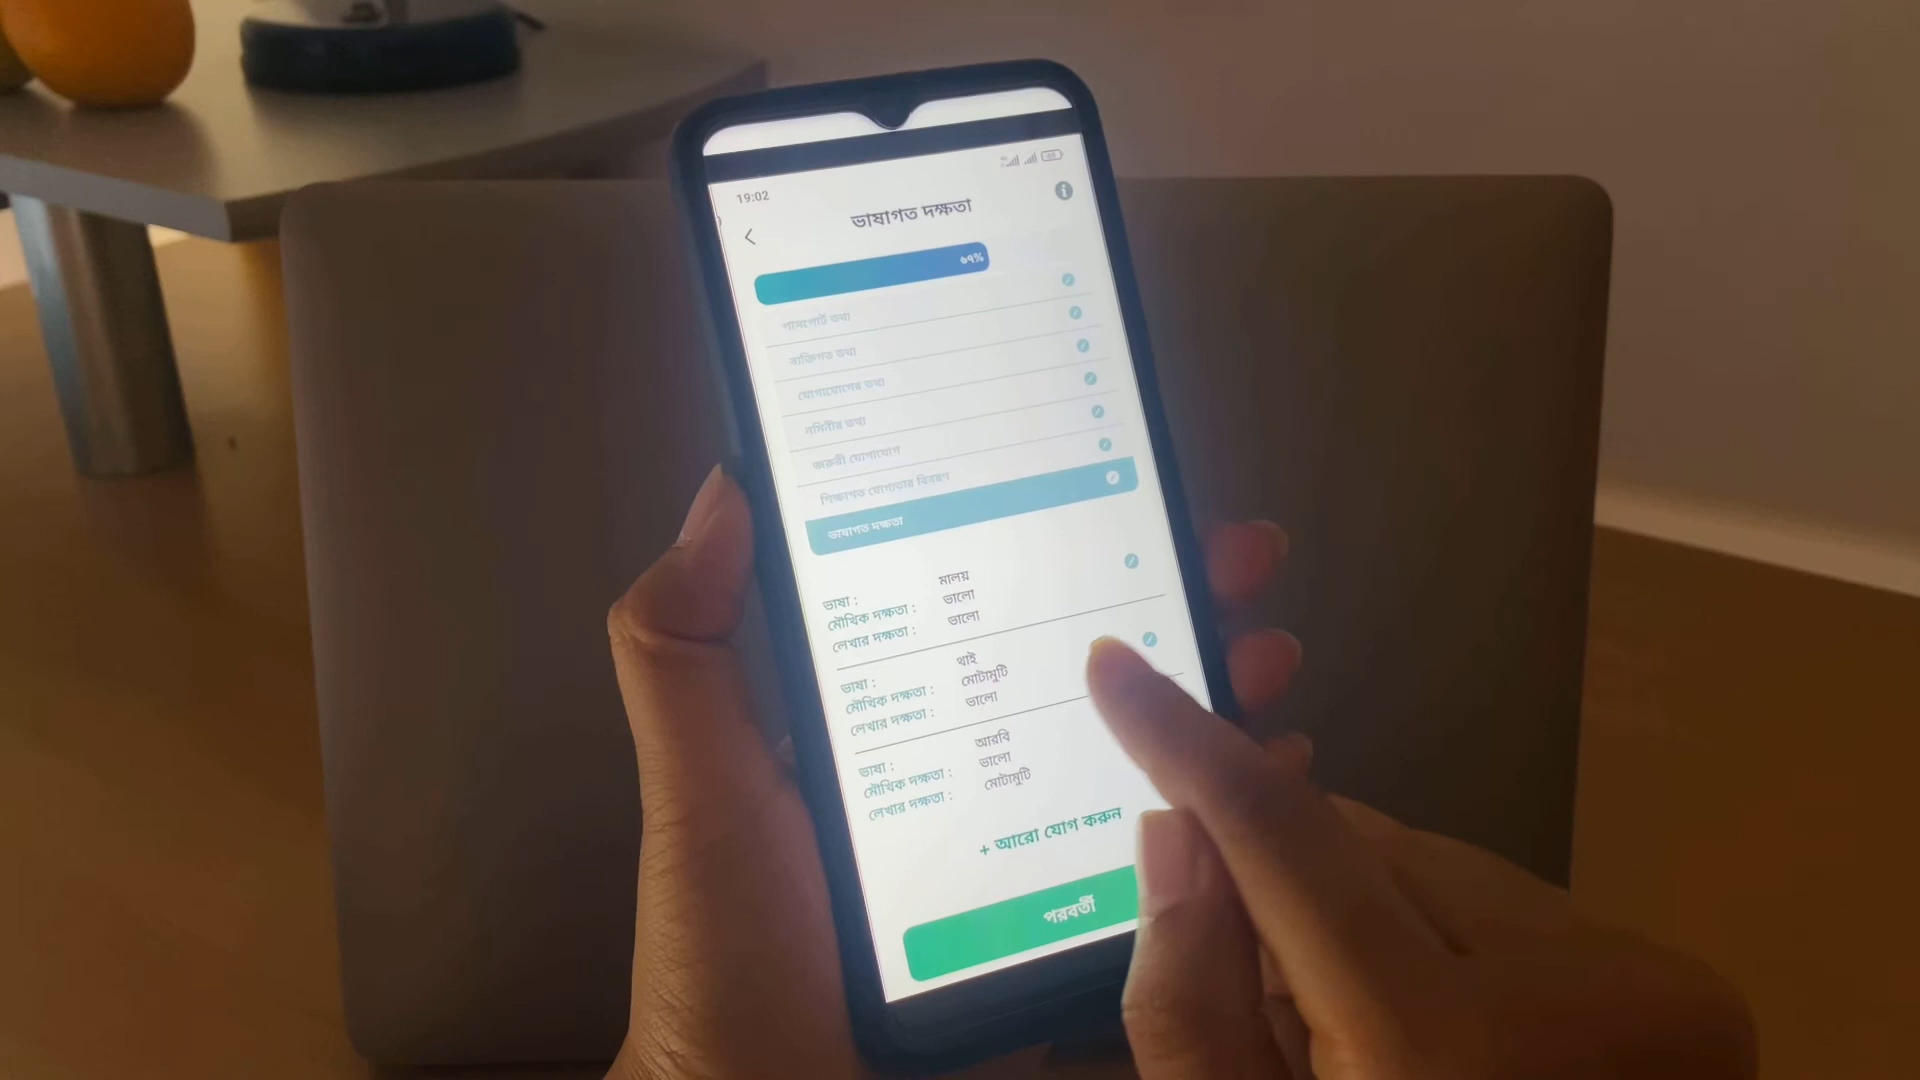 19:02
ভাষাগত দক্ষতা
৬৭%
পাসপোর্ট তথ্য
ব্যক্তিগত তথ্য
যোগাযোগের তথ্য
নমিনীর তথ্য
জরুরী যোগাযোগ
শিক্ষাগত যোগ্যতার বিবরণ
ভাষাগত দক্ষতা
ভাষা : মালয়
মৌখিক দক্ষতা : ভালো
লেখার দক্ষতা : ভালো
ভাষা : থাই
মৌখিক দক্ষতা : মোটামুটি
লেখার দক্ষতা : ভালো
ভাষা : আরবি
মৌখিক দক্ষতা : ভালো
লেখার দক্ষতা : মোটামুটি
+ আরো যোগ করুন
পরবর্তী